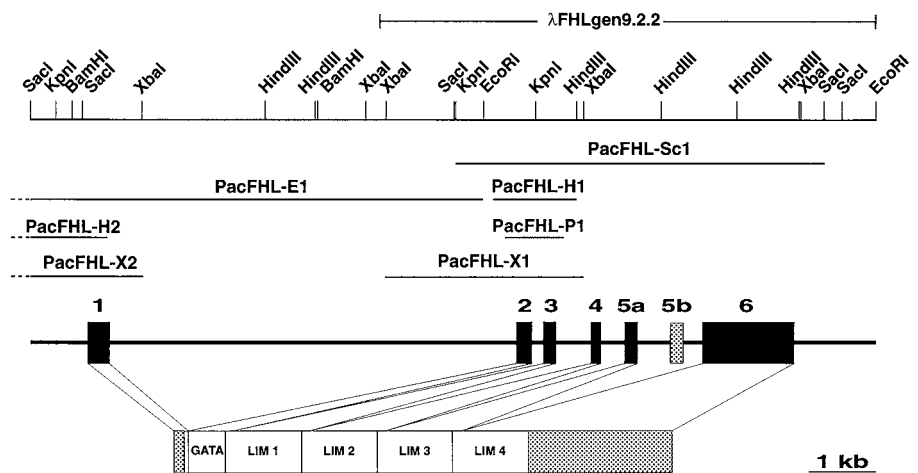 λFHLgen9.2.2
SacI KpnI BamHI SacI XbaI HindIII HindIII BamHI XbaI XbaI SacI KpnI EcoRI KpnI HindIII XbaI HindIII HindIII HindIII XbaI SacI SacI EcoRI
PacFHL-Sc1
PacFHL-E1 PacFHL-H1
PacFHL-H2 PacFHL-P1
PacFHL-X2 PacFHL-X1
1 2 3 4 5a 5b 6
GATA LIM 1 LIM 2 LIM 3 LIM 4
1 kb